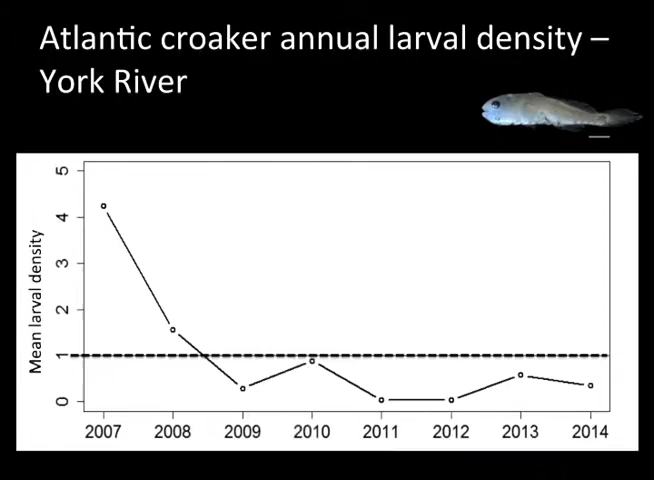 Atlantic croaker annual larval density –
York River
Mean larval density
5
4
3
2
1
0
2007 2008 2009 2010 2011 2012 2013 2014